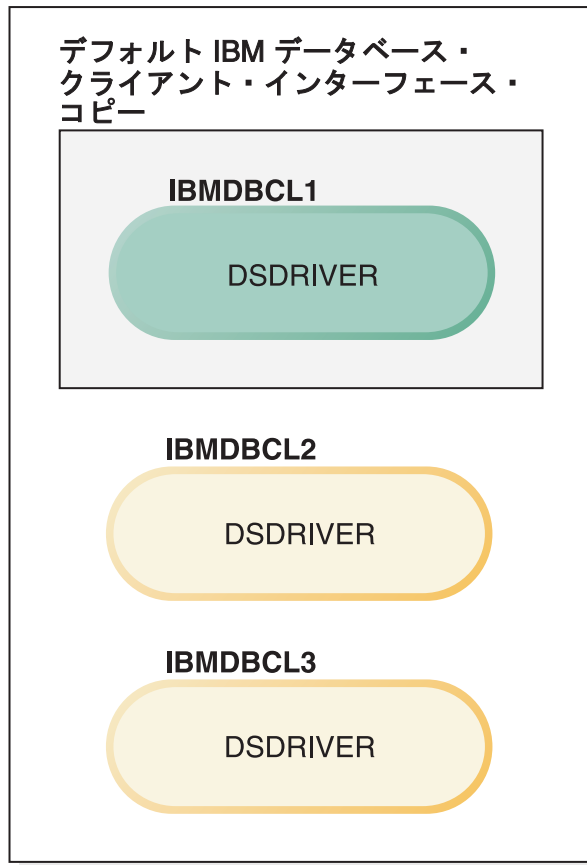 デフォルト IBM データベース・
クライアント・インターフェース・
コピー
IBMDBCL1
DSDRIVER
IBMDBCL2
DSDRIVER
IBMDBCL3
DSDRIVER